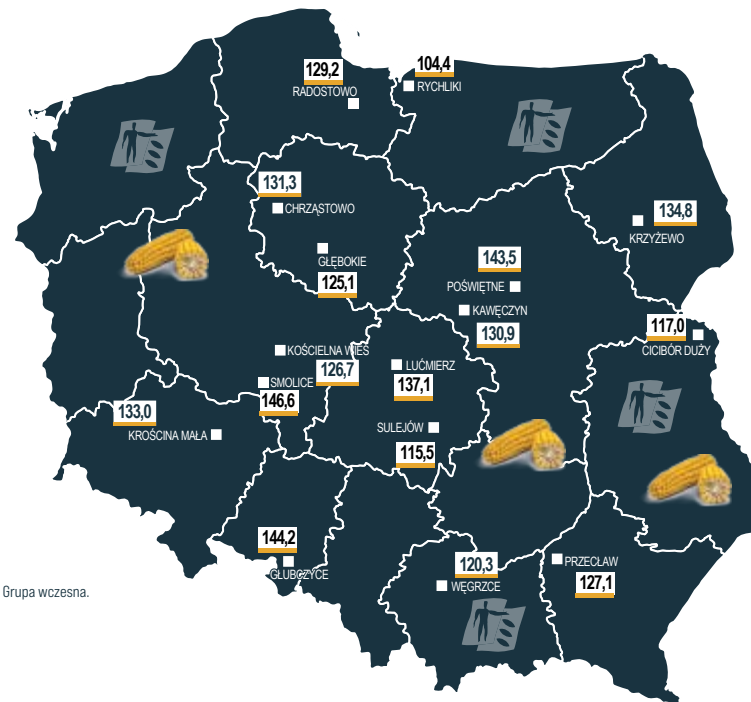 129,2
RADOSTOWO
104,4
RYCHLIKI
131,3
CHRZĄSTOWO
134,8
KRZYŻEWO
GŁĘBOKIE
125,1
143,5
POŚWIĘTNE
KAWĘCZYN
130,9
117,0
CICIBÓR DUŻY
KOŚCIELNA WIEŚ
126,7
LUĆMIERZ
137,1
SMOLICE
146,6
133,0
KROŚCINA MAŁA
SULEJÓW
115,5
144,2
GŁUBCZYCE
120,3
WĘGRZCE
PRZECŁAW
127,1
Grupa wczesna.